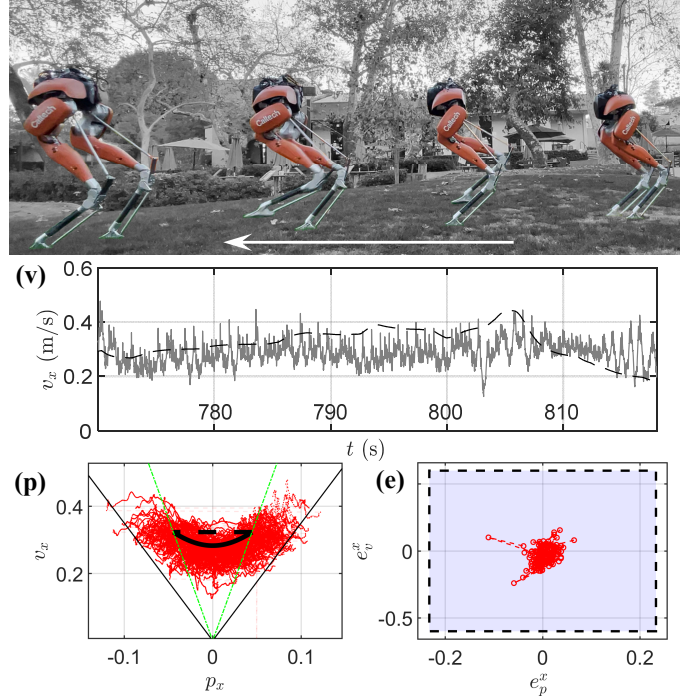 Caltech
Caltech
Caltech
Caltech
(v)
0.6
0.4
0.2
0
v_x (m/s)
780
790
800
810
t (s)
(p)
0.4
0.2
v_x
-0.1
0
0.1
p_x
(e)
0
-0.5
e_v^x
-0.2
0
0.2
e_p^x